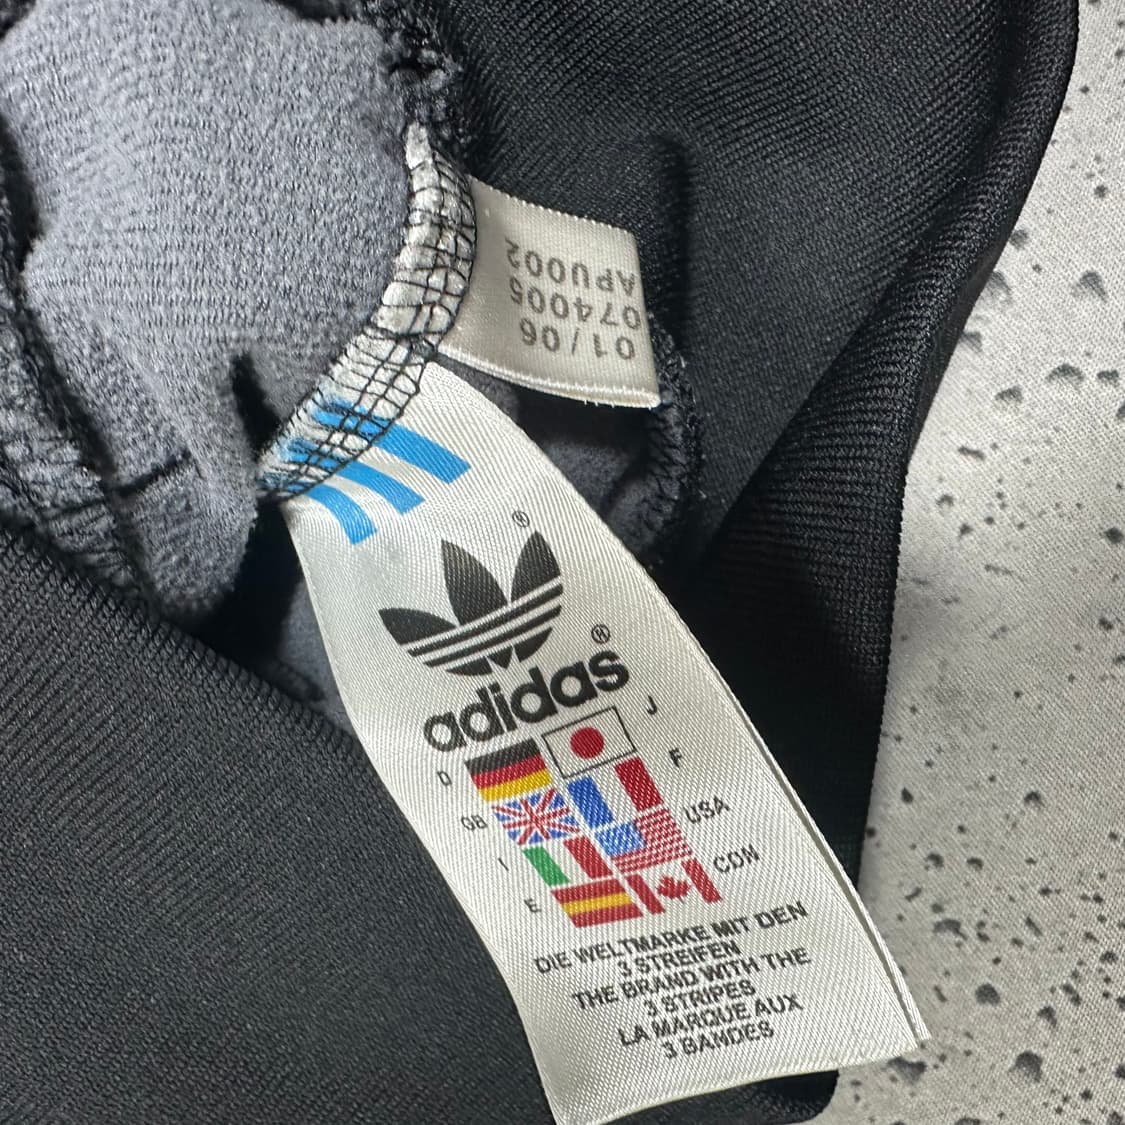 01/06
074005
APU002
®
®
adidas
D
J
GB
F
I
USA
E
CDN
DIE WELTMARKE MIT DEN
3 STREIFEN
THE BRAND WITH THE
3 STRIPES
LA MARQUE AUX
3 BANDES